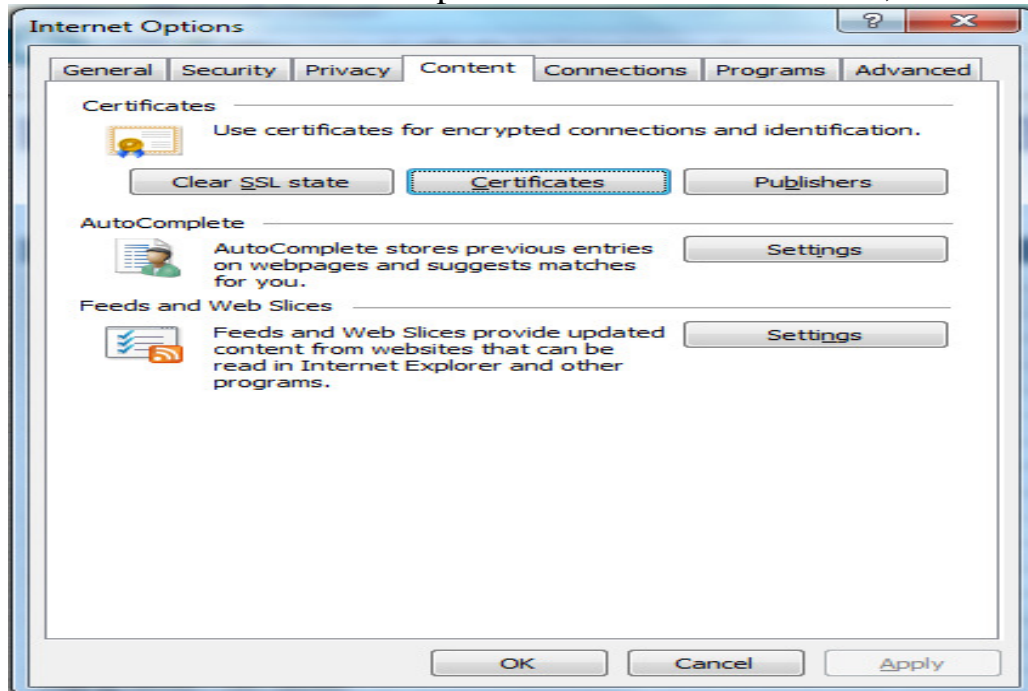 Internet Options
General Security Privacy Content Connections Programs Advanced
Certificates
Use certificates for encrypted connections and identification.
Clear SSL state Certificates Publishers
AutoComplete
AutoComplete stores previous entries
on webpages and suggests matches
for you.
Settings
Feeds and Web Slices
Feeds and Web Slices provide updated
content from websites that can be
read in Internet Explorer and other
programs.
Settings
OK Cancel Apply